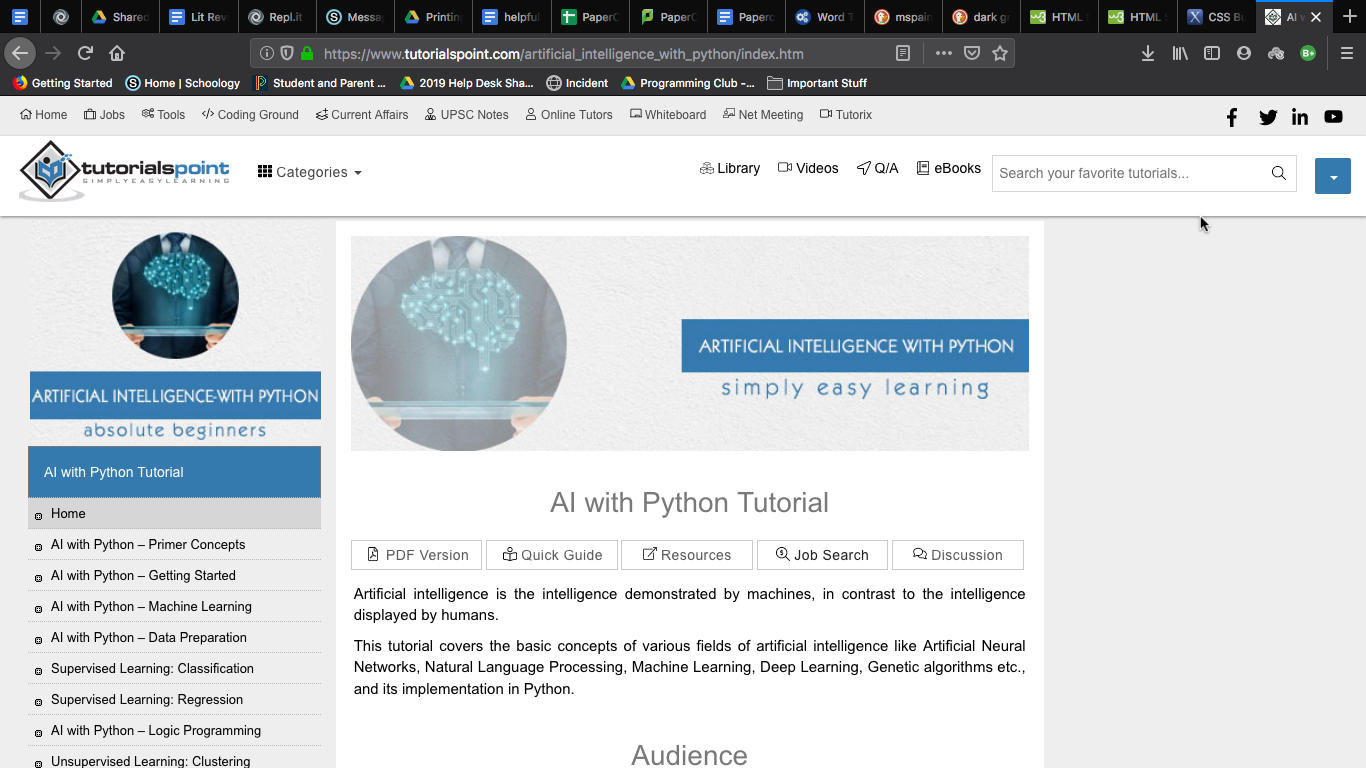 Shared
Lit Rev
Repl.it
Messa
Printin
helpful
PaperC
PaperC
Paperc
Word T
mspain
dark gr
HTML
HTML
CSS Bu
AI w
https://www.tutorialspoint.com/artificial_intelligence_with_python/index.htm
Getting Started
Home | Schoology
Student and Parent ...
2019 Help Desk Sha...
Incident
Programming Club -...
Important Stuff
Home
Jobs
Tools
Coding Ground
Current Affairs
UPSC Notes
Online Tutors
Whiteboard
Net Meeting
Tutorix
tutorialspoint
SIMPLYEASYLEARNING
Categories
Library
Videos
Q/A
eBooks
Search your favorite tutorials...
ARTIFICIAL INTELLIGENCE-WITH PYTHON
absolute beginners
AI with Python Tutorial
Home
AI with Python – Primer Concepts
AI with Python – Getting Started
AI with Python – Machine Learning
AI with Python – Data Preparation
Supervised Learning: Classification
Supervised Learning: Regression
AI with Python – Logic Programming
Unsupervised Learning: Clustering
ARTIFICIAL INTELLIGENCE WITH PYTHON
simply easy learning
AI with Python Tutorial
PDF Version
Quick Guide
Resources
Job Search
Discussion
Artificial intelligence is the intelligence demonstrated by machines, in contrast to the intelligence
displayed by humans.
This tutorial covers the basic concepts of various fields of artificial intelligence like Artificial Neural
Networks, Natural Language Processing, Machine Learning, Deep Learning, Genetic algorithms etc.,
and its implementation in Python.
Audience